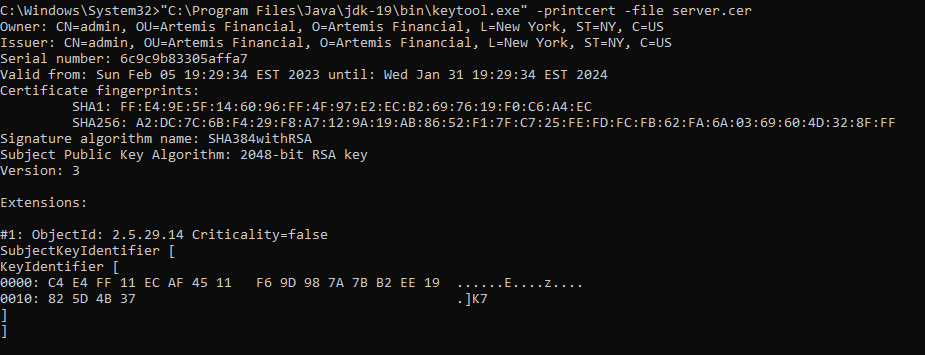 C:\Windows\System32>"C:\Program Files\Java\jdk-19\bin\keytool.exe" -printcert -file server.cer
Owner: CN=admin, OU=Artemis Financial, O=Artemis Financial, L=New York, ST=NY, C=US
Issuer: CN=admin, OU=Artemis Financial, O=Artemis Financial, L=New York, ST=NY, C=US
Serial number: 6c9c9b83305affa7
Valid from: Sun Feb 05 19:29:34 EST 2023 until: Wed Jan 31 19:29:34 EST 2024
Certificate fingerprints:
         SHA1: FF:E4:9E:5F:14:60:96:FF:4F:97:E2:EC:B2:69:76:19:F0:C6:A4:EC
         SHA256: A2:DC:7C:6B:F4:29:F8:A7:12:9A:19:AB:86:52:F1:7F:C7:25:FE:FD:FC:FB:62:FA:6A:03:69:60:4D:32:8F:FF
Signature algorithm name: SHA384withRSA
Subject Public Key Algorithm: 2048-bit RSA key
Version: 3

Extensions:

#1: ObjectId: 2.5.29.14 Criticality=false
SubjectKeyIdentifier [
KeyIdentifier [
0000: C4 E4 FF 11 EC AF 45 11   F6 9D 98 7A 7B B2 EE 19  ......E....z....
0010: 82 5D 4B 37                                        .]K7
]
]